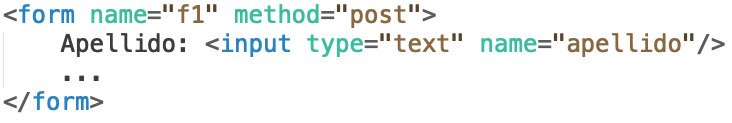 <form name="f1" method="post">
Apellido: <input type="text" name="apellido"/>
...
</form>